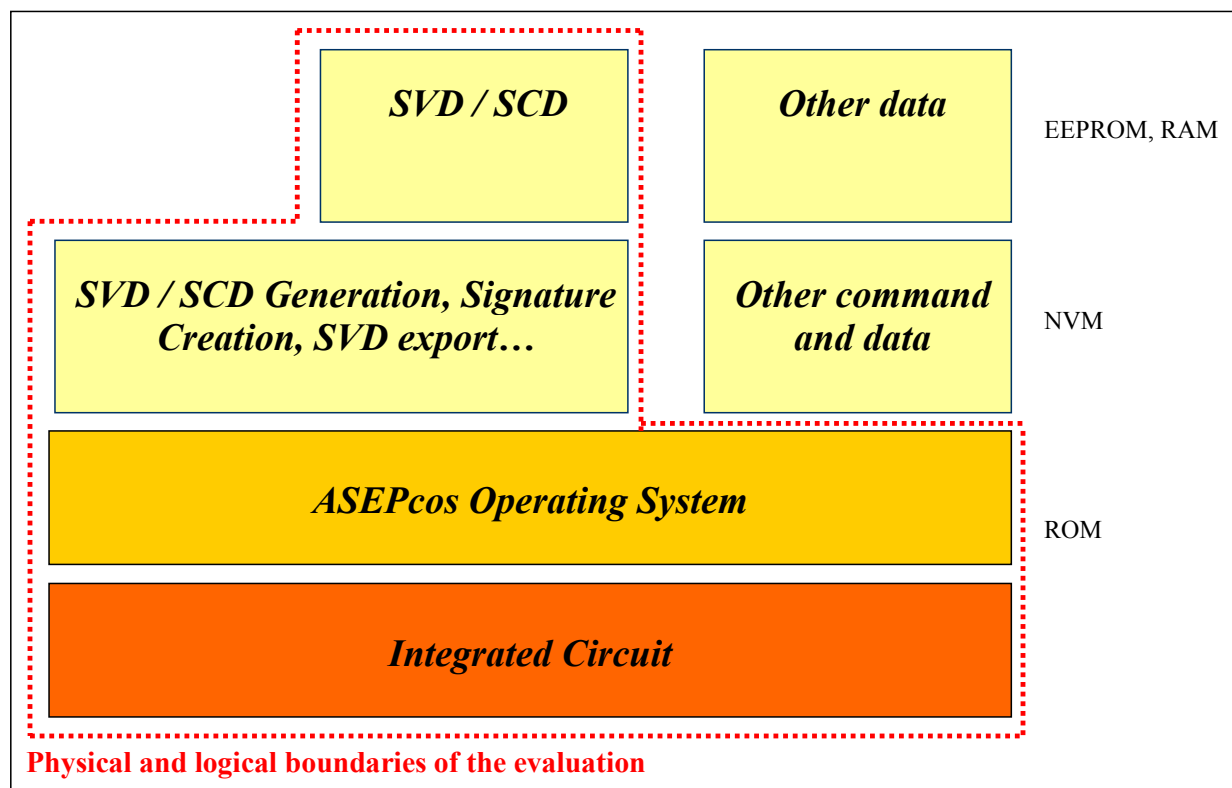 SVD / SCD
Other data
EEPROM, RAM
SVD / SCD Generation, Signature
Creation, SVD export…
Other command
and data
NVM
ASEPcos Operating System
ROM
Integrated Circuit
Physical and logical boundaries of the evaluation